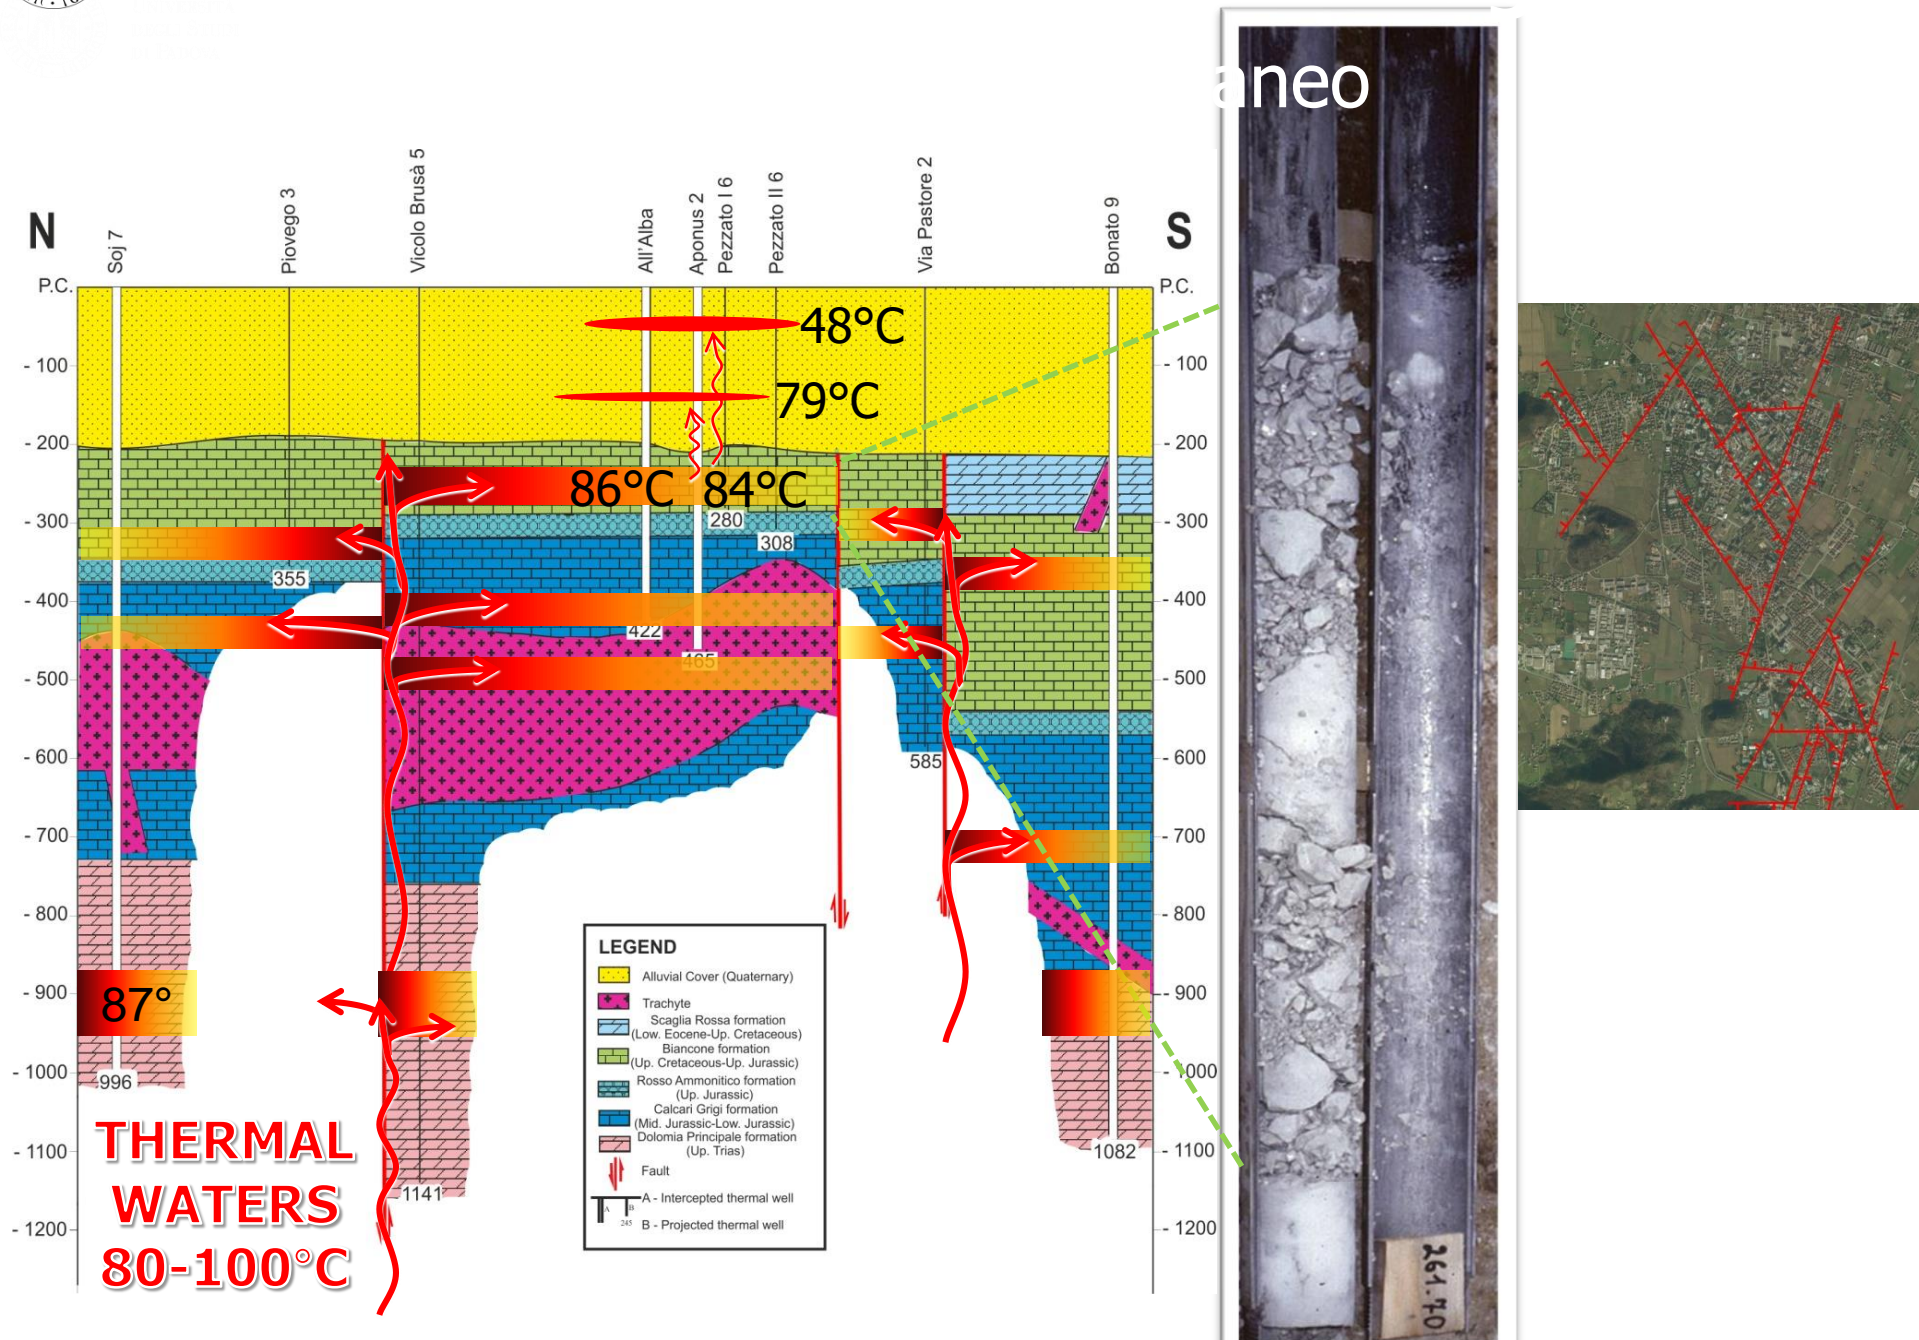 aneo
N
S
Soj 7
Piovego 3
Vicolo Brusà 5
All'Alba
Aponus 2
Pezzato I 6
Pezzato II 6
Via Pastore 2
Bonato 9
P.C.
P.C.
- 100
- 200
- 300
- 400
- 500
- 600
- 700
- 800
- 900
- 1000
- 1100
- 1200
- 100
- 200
- 300
- 400
- 500
- 600
- 700
- 800
- 900
- 1000
- 1100
- 1200
48°C
79°C
86°C
84°C
280
308
355
422
465
585
87°
996
1141
1082
THERMAL
WATERS
80-100°C
LEGEND
Alluvial Cover (Quaternary)
Trachyte
Scaglia Rossa formation
(Low. Eocene-Up. Cretaceous)
Biancone formation
(Up. Cretaceous-Up. Jurassic)
Rosso Ammonitico formation
(Up. Jurassic)
Calcari Grigi formation
(Mid. Jurassic-Low. Jurassic)
Dolomia Principale formation
(Up. Trias)
Fault
A
B
245
A - Intercepted thermal well
B - Projected thermal well
261.70